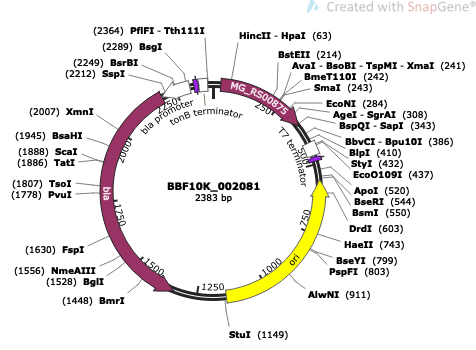 Created with SnapGene®
(2364) PflFI - Tth111I
(2289) BsgI
(2249) BsrBI
(2212) SspI
(2007) XmnI
(1945) BsaHI
(1888) ScaI
(1886) TatI
(1807) TsoI
(1778) PvuI
(1630) FspI
(1556) NmeAIII
(1528) BglI
(1448) BmrI
HincII - HpaI (63)
BstEII (214)
AvaI - BsoBI - TspMI - XmaI (241)
BmeT110I (242)
SmaI (243)
EcoNI (284)
AgeI - SgrAI (308)
BspQI - SapI (343)
BbvCI - Bpu10I (386)
BlpI (410)
StyI (432)
EcoO109I (437)
ApoI (520)
BseRI (544)
BsmI (550)
DrdI (603)
HaeII (743)
BseYI (799)
PspFI (803)
AlwNI (911)
StuI (1149)
MG_RS00875
bla promoter
tonB terminator
T7 terminator
bla
ori
250
500
750
1000
1250
1500
1750
2000
2250
BBF10K_002081
2383 bp